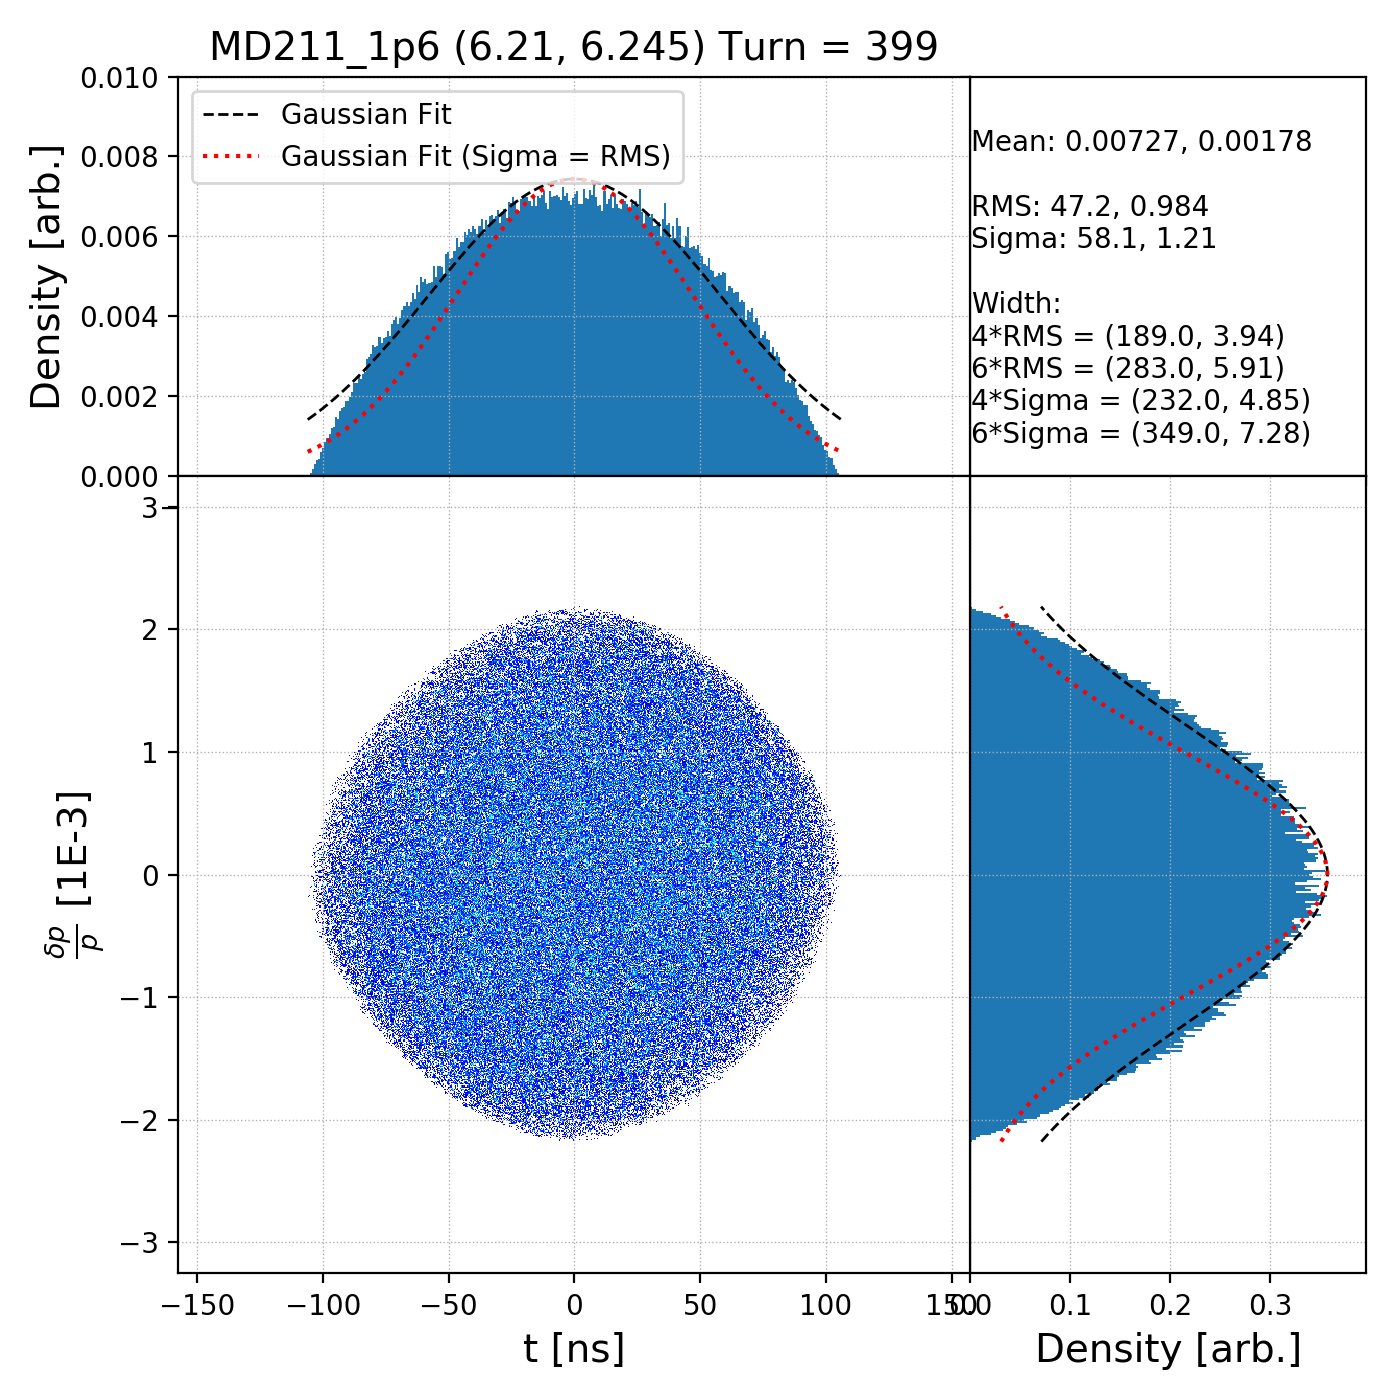 MD211_1p6 (6.21, 6.245) Turn = 399
Density [arb.]
0.010
0.008
0.006
0.004
0.002
0.000
Gaussian Fit
Gaussian Fit (Sigma = RMS)
Mean: 0.00727, 0.00178
RMS: 47.2, 0.984
Sigma: 58.1, 1.21
Width:
4*RMS = (189.0, 3.94)
6*RMS = (283.0, 5.91)
4*Sigma = (232.0, 4.85)
6*Sigma = (349.0, 7.28)
δp/p [1E-3]
3
2
1
0
−1
−2
−3
−150 −100 −50 0 50 100 150
t [ns]
0.0 0.1 0.2 0.3
Density [arb.]